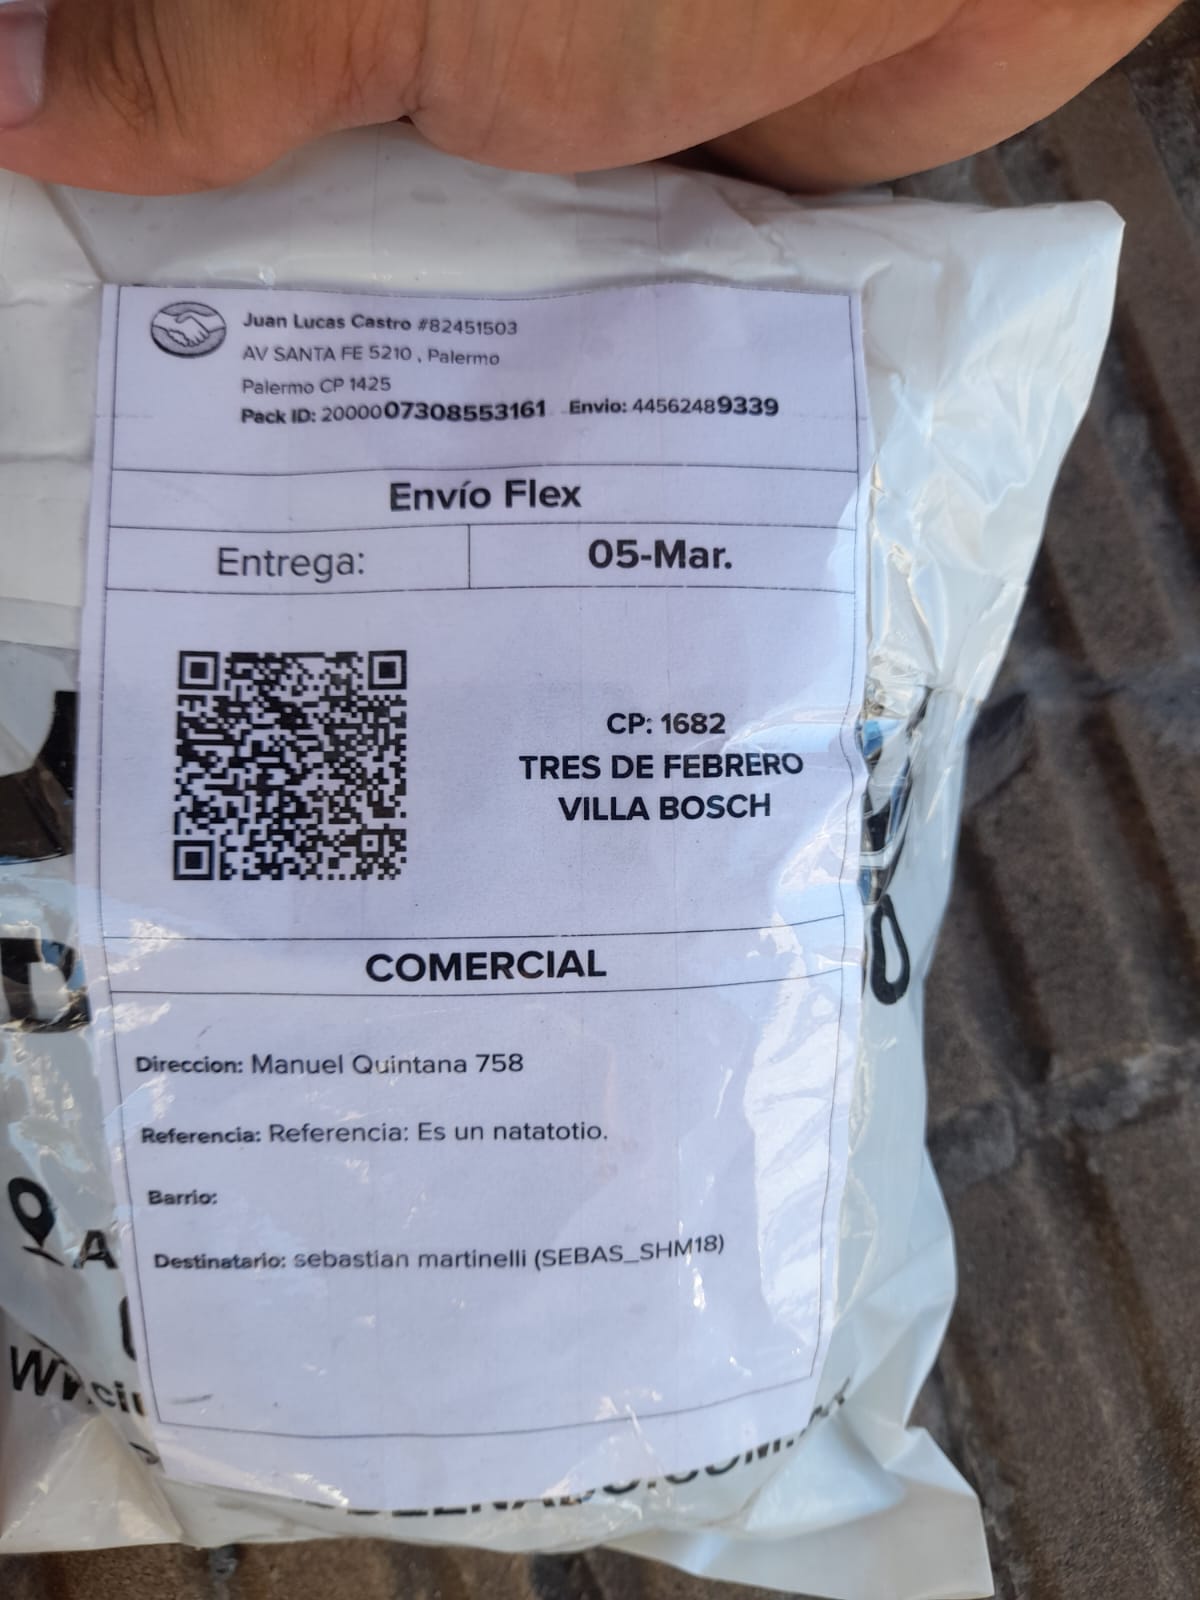 Juan Lucas Castro #82451503
AV SANTA FE 5210 , Palermo
Palermo CP 1425
Pack ID: 2000007308553161 Envio: 44562489339
Envío Flex
Entrega: 05-Mar.
CP: 1682
TRES DE FEBRERO
VILLA BOSCH
COMERCIAL
Direccion: Manuel Quintana 758
Referencia: Referencia: Es un natatotio.
Barrio:
Destinatario: sebastian martinelli (SEBAS_SHM18)